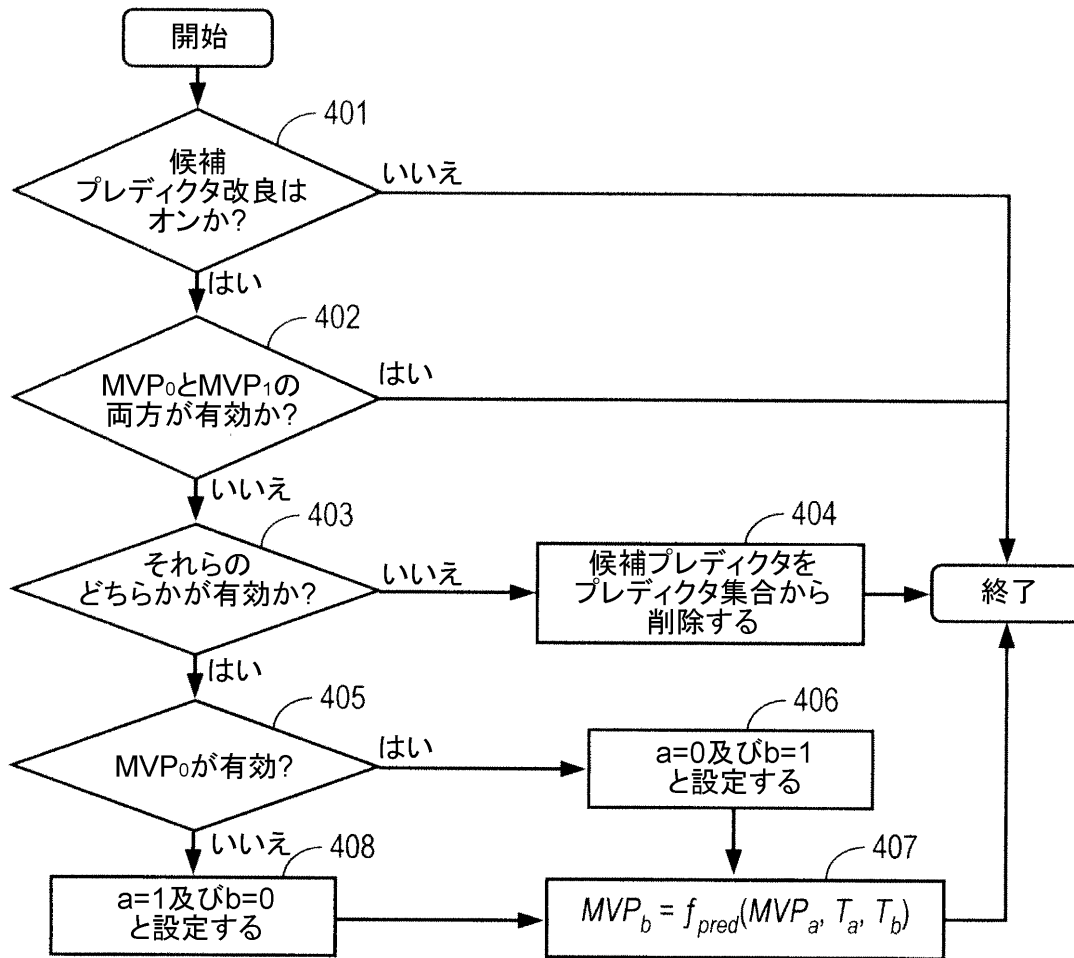 開始
401
候補
プレディクタ改良は
オンか?
いいえ
はい
402
MVP₀とMVP₁の
両方が有効か?
はい
いいえ
403
それらの
どちらかが有効か?
いいえ
404
候補プレディクタを
プレディクタ集合から
削除する
終了
はい
405
MVP₀が有効?
はい
406
a=0及びb=1
と設定する
いいえ
408
a=1及びb=0
と設定する
407
MVP_b = f_pred(MVP_a, T_a, T_b)